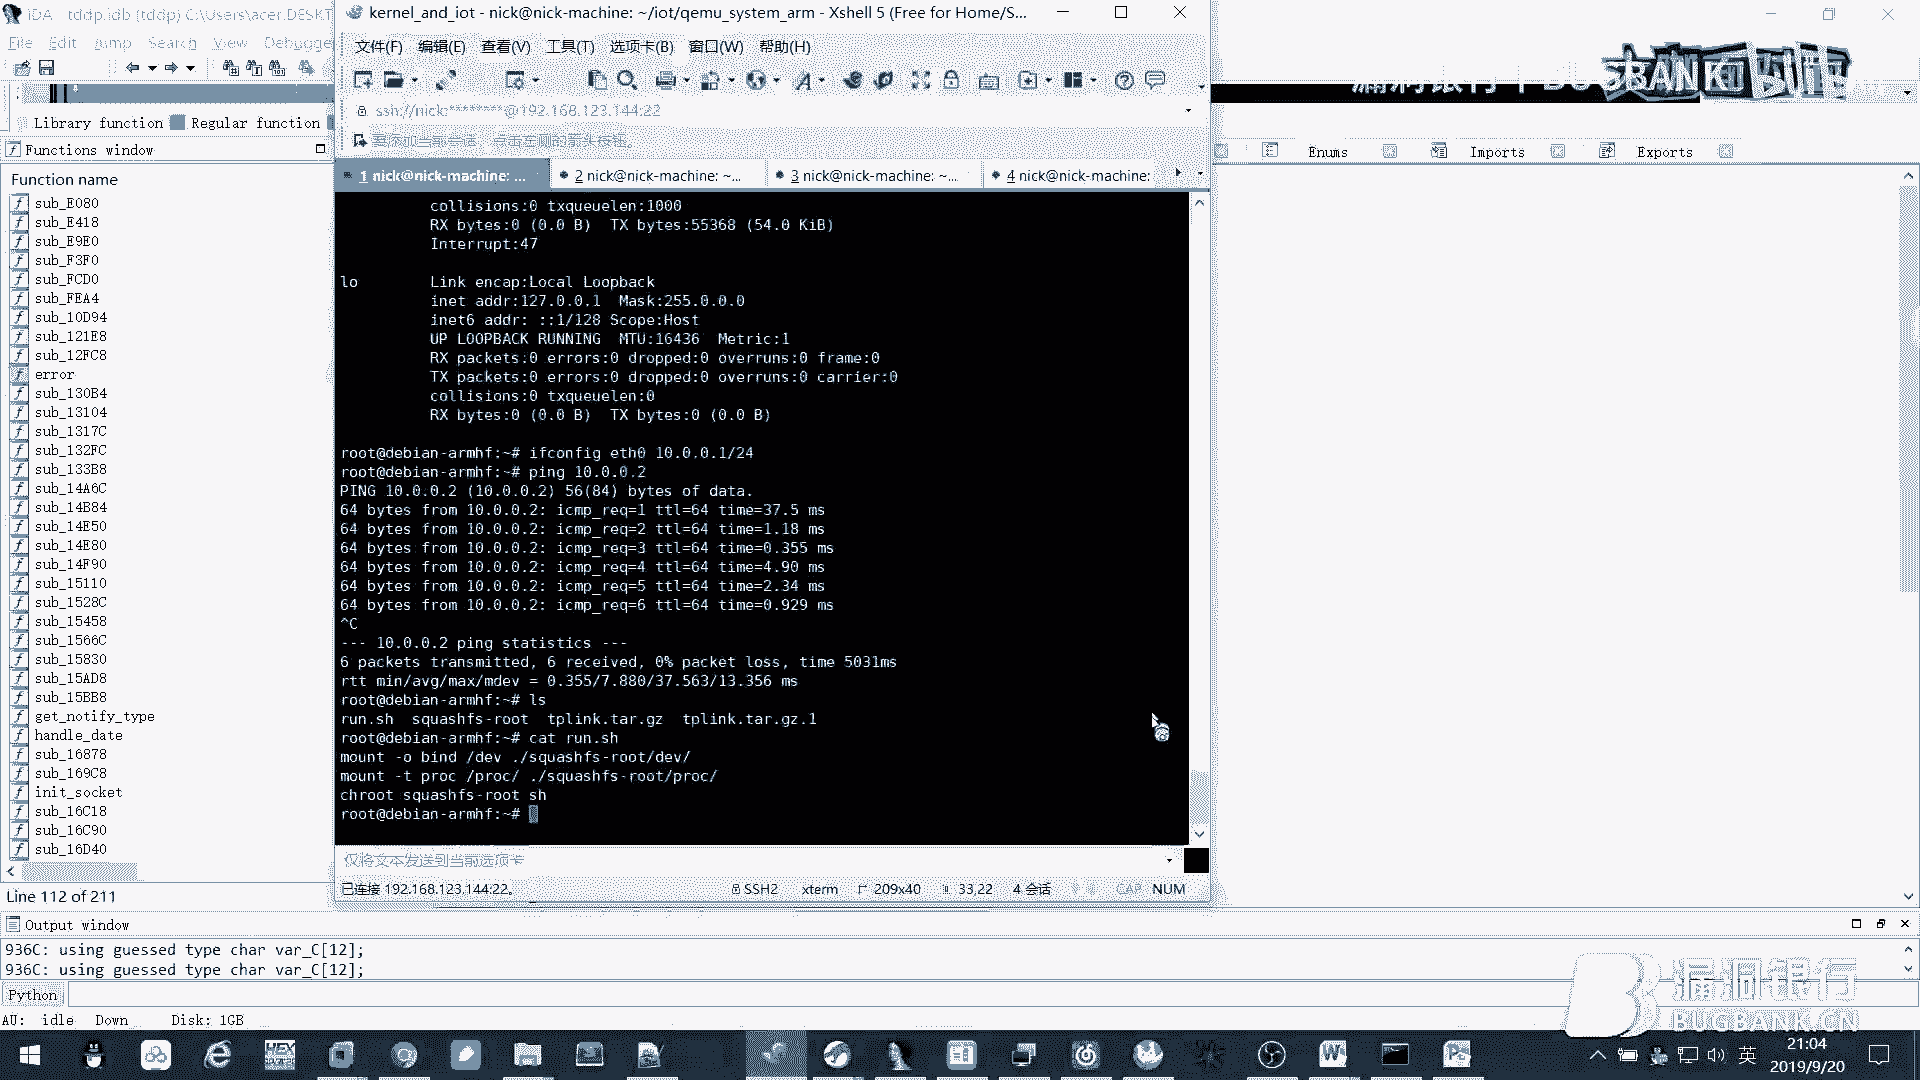 IDA - tddp.idb (tddp) C:\Users\acer.DESKT
File Edit Jump Search View Debugge
Library function Regular function
Functions window
Function name
sub_E080
sub_E418
sub_E9E0
sub_F3F0
sub_FCD0
sub_FEA4
sub_10D94
sub_121E8
sub_12FC8
error
sub_130B4
sub_13104
sub_1317C
sub_132FC
sub_133B8
sub_14A6C
sub_14B84
sub_14E50
sub_14E80
sub_14F90
sub_15110
sub_1528C
sub_15458
sub_1566C
sub_15830
sub_15AD8
sub_15BB8
get_notify_type
handle_date
sub_16878
sub_169C8
init_socket
sub_16C18
sub_16C90
sub_16D40
Line 112 of 211
kernel_and_iot - nick@nick-machine: ~/iot/qemu_system_arm - Xshell 5 (Free for Home/S...
文件(F) 编辑(E) 查看(V) 工具(T) 选项卡(B) 窗口(W) 帮助(H)
ssh://nick:********@192.168.123.144:22
要添加当前会话，点击左侧的箭头按钮。
1 nick@nick-machine: ...
2 nick@nick-machine: ~...
3 nick@nick-machine: ~...
4 nick@nick-machine:
collisions:0 txqueuelen:1000
RX bytes:0 (0.0 B)  TX bytes:55368 (54.0 KiB)
Interrupt:47
lo        Link encap:Local Loopback
inet addr:127.0.0.1  Mask:255.0.0.0
inet6 addr: ::1/128 Scope:Host
UP LOOPBACK RUNNING  MTU:16436  Metric:1
RX packets:0 errors:0 dropped:0 overruns:0 frame:0
TX packets:0 errors:0 dropped:0 overruns:0 carrier:0
collisions:0 txqueuelen:0
RX bytes:0 (0.0 B)  TX bytes:0 (0.0 B)
root@debian-armhf:~# ifconfig eth0 10.0.0.1/24
root@debian-armhf:~# ping 10.0.0.2
PING 10.0.0.2 (10.0.0.2) 56(84) bytes of data.
64 bytes from 10.0.0.2: icmp_req=1 ttl=64 time=37.5 ms
64 bytes from 10.0.0.2: icmp_req=2 ttl=64 time=1.18 ms
64 bytes from 10.0.0.2: icmp_req=3 ttl=64 time=0.355 ms
64 bytes from 10.0.0.2: icmp_req=4 ttl=64 time=4.90 ms
64 bytes from 10.0.0.2: icmp_req=5 ttl=64 time=2.34 ms
64 bytes from 10.0.0.2: icmp_req=6 ttl=64 time=0.929 ms
^C
--- 10.0.0.2 ping statistics ---
6 packets transmitted, 6 received, 0% packet loss, time 5031ms
rtt min/avg/max/mdev = 0.355/7.880/37.563/13.356 ms
root@debian-armhf:~# ls
run.sh  squashfs-root  tplink.tar.gz  tplink.tar.gz.1
root@debian-armhf:~# cat run.sh
mount -o bind /dev ./squashfs-root/dev/
mount -t proc /proc/ ./squashfs-root/proc/
chroot squashfs-root sh
root@debian-armhf:~#
仅将文本发送到当前选项卡
已连接 192.168.123.144:22。 SSH2 xterm 209x40 33,22 4 会话 CAP NUM
Enums Imports Exports
Output window
936C: using guessed type char var_C[12];
936C: using guessed type char var_C[12];
Python
AU: idle Down Disk: 1GB
漏洞银行
BUGBANK.CN
英
21:04
2019/9/20